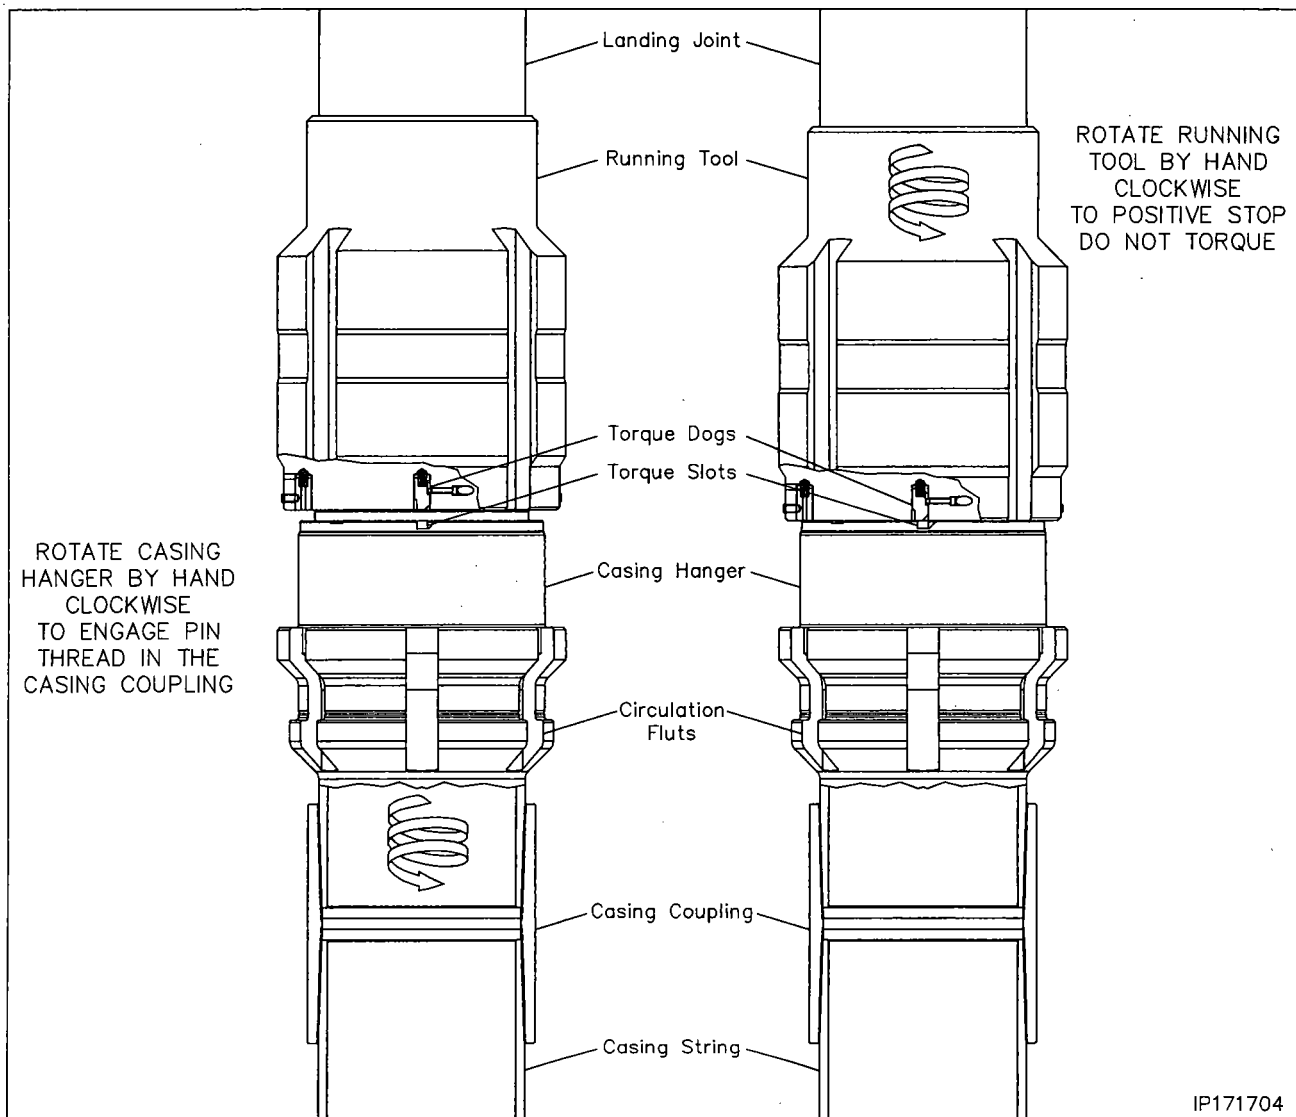 Landing Joint
ROTATE RUNNING
TOOL BY HAND
CLOCKWISE
TO POSITIVE STOP
DO NOT TORQUE
Running Tool
Torque Dogs
Torque Slots
ROTATE CASING
HANGER BY HAND
CLOCKWISE
TO ENGAGE PIN
THREAD IN THE
CASING COUPLING
Casing Hanger
Circulation
Fluts
Casing Coupling
Casing String
IP171704